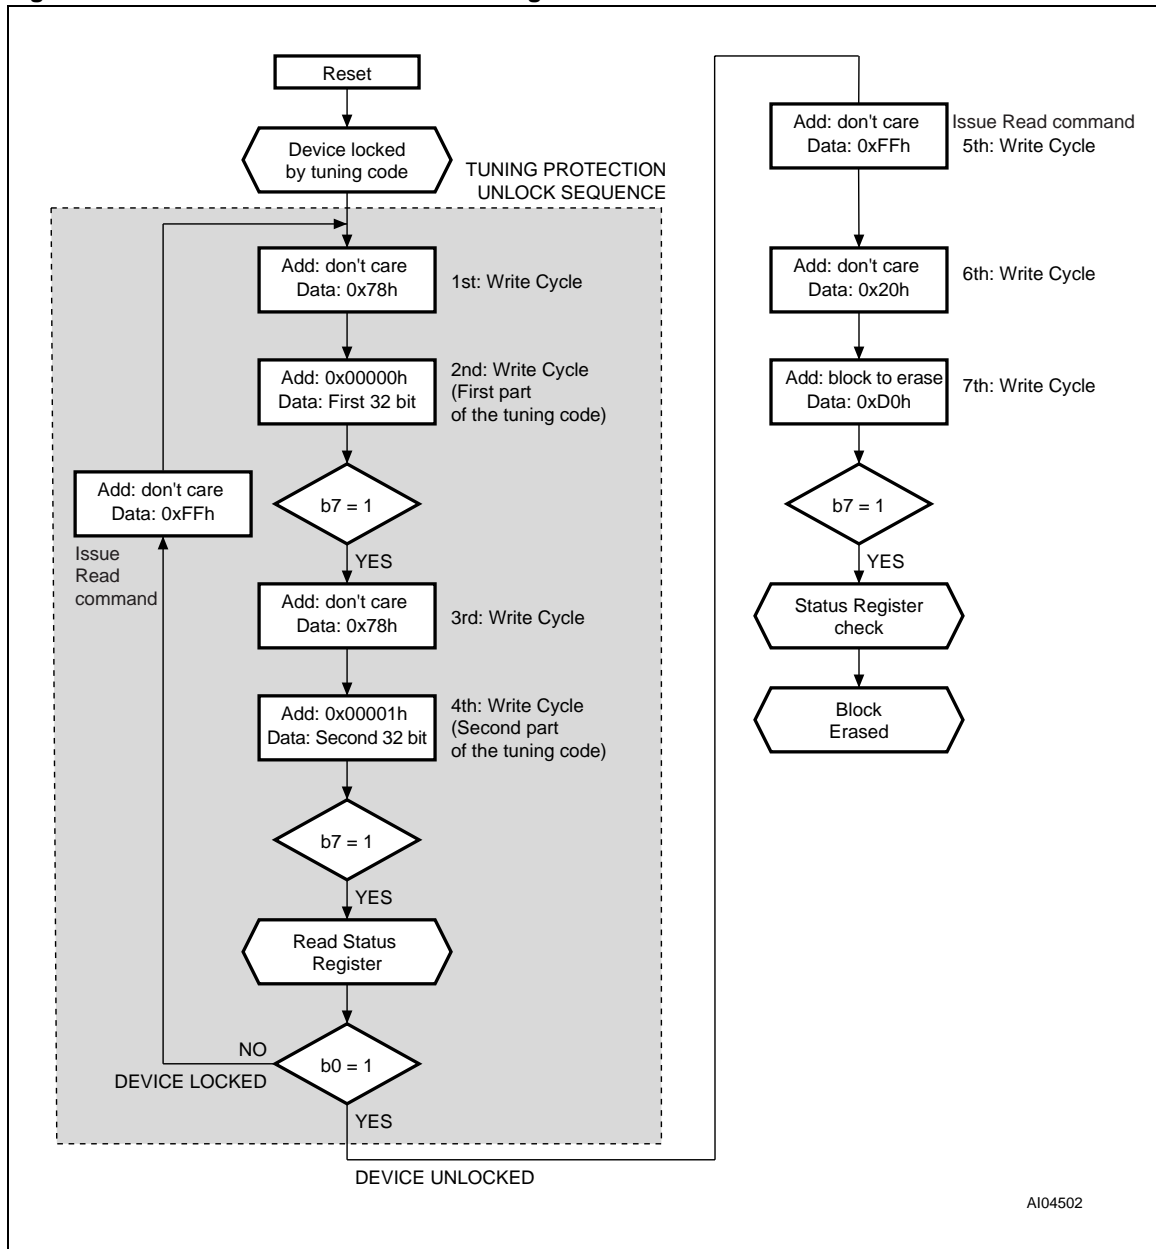 Reset
Device locked
by tuning code
TUNING PROTECTION
UNLOCK SEQUENCE
Add: don't care
Data: 0x78h
1st: Write Cycle
Add: 0x00000h
Data: First 32 bit
2nd: Write Cycle
(First part
of the tuning code)
b7 = 1
YES
Add: don't care
Data: 0xFFh
Issue
Read
command
Add: don't care
Data: 0x78h
3rd: Write Cycle
Add: 0x00001h
Data: Second 32 bit
4th: Write Cycle
(Second part
of the tuning code)
b7 = 1
YES
Read Status
Register
b0 = 1
NO
DEVICE LOCKED
YES
DEVICE UNLOCKED
Add: don't care
Data: 0xFFh
Issue Read command
5th: Write Cycle
Add: don't care
Data: 0x20h
6th: Write Cycle
Add: block to erase
Data: 0xD0h
7th: Write Cycle
b7 = 1
YES
Status Register
check
Block
Erased
AI04502